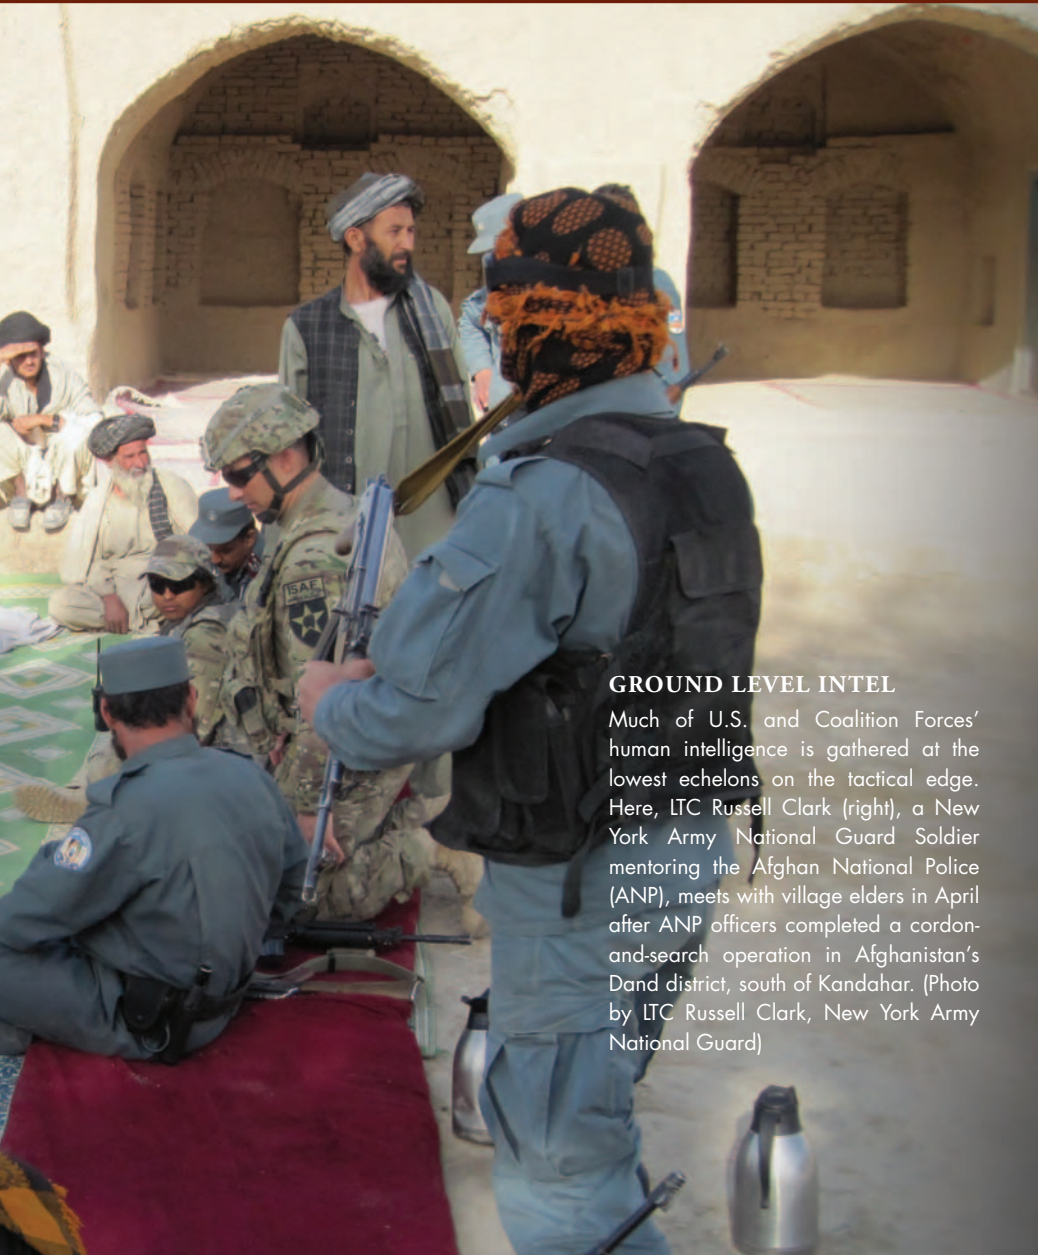 I.S.A.F.
GROUND LEVEL INTEL
Much of U.S. and Coalition Forces’
human intelligence is gathered at the
lowest echelons on the tactical edge.
Here, LTC Russell Clark (right), a New
York Army National Guard Soldier
mentoring the Afghan National Police
(ANP), meets with village elders in April
after ANP officers completed a cordon-
and-search operation in Afghanistan’s
Dand district, south of Kandahar. (Photo
by LTC Russell Clark, New York Army
National Guard)